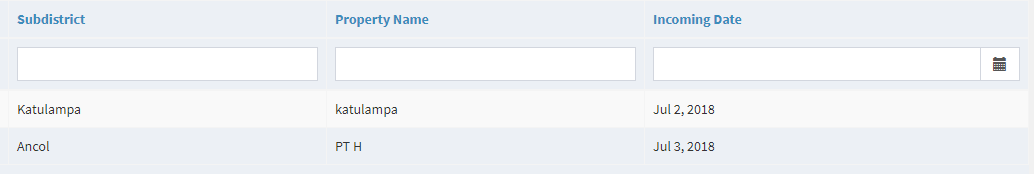 Subdistrict Property Name Incoming Date
Katulampa katulampa Jul 2, 2018
Ancol PT H Jul 3, 2018